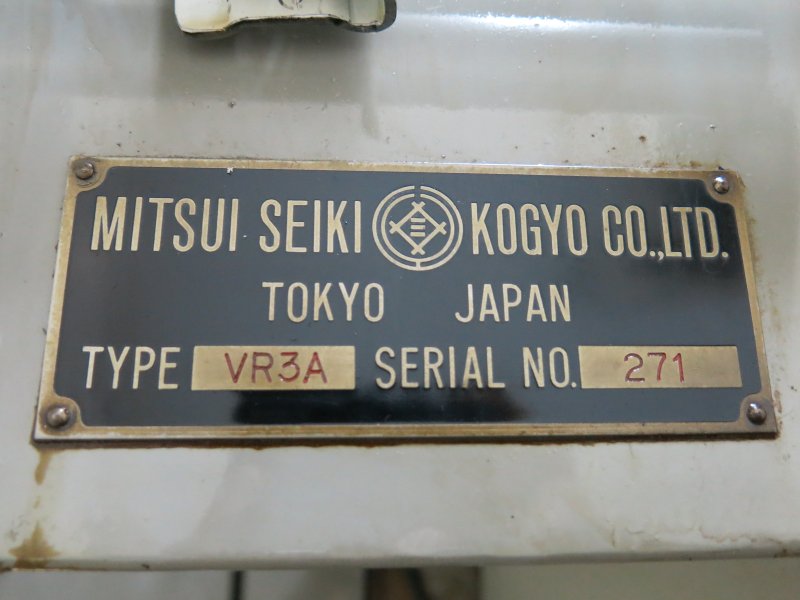 MITSUI SEIKI KOGYO CO.,LTD.
TOKYO JAPAN
TYPE VR3A SERIAL NO. 271